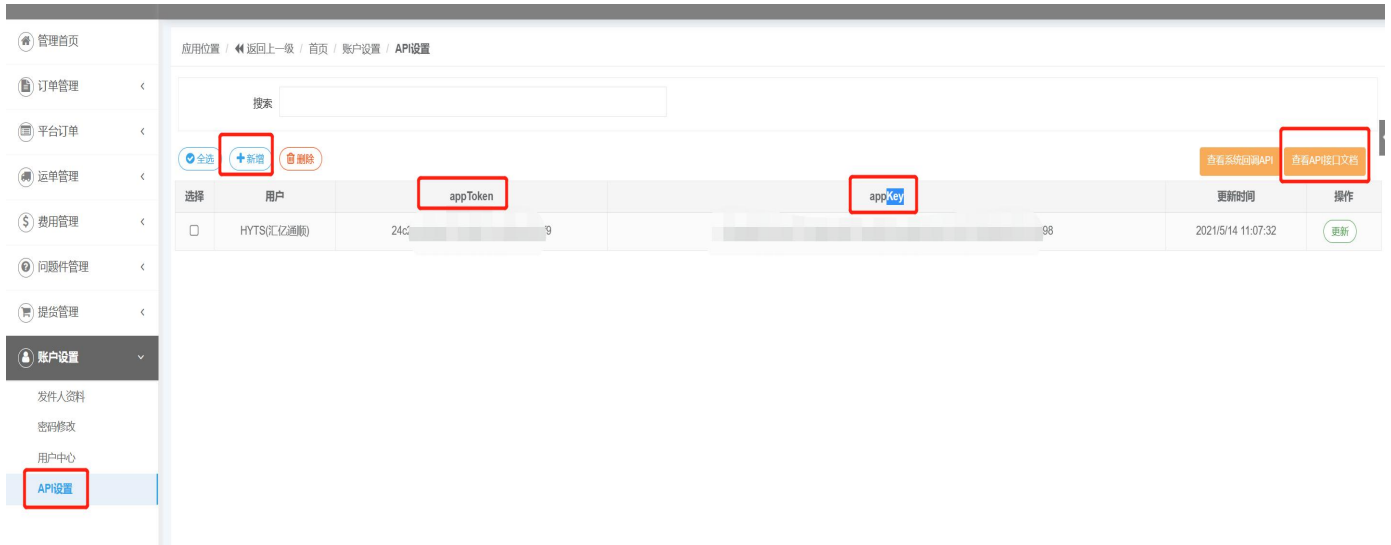 管理首页
订单管理
平台订单
运单管理
费用管理
问题件管理
提货管理
账户设置
发件人资料
密码修改
用户中心
API设置
应用位置 / 返回上一级 / 首页 / 账户设置 / API设置
搜索
全选 新增 删除 查看系统回调API 查看API接口文档
选择 用户 appToken appKey 更新时间 操作
HYTS(汇亿通顺) 24c 9 98 2021/5/14 11:07:32 更新